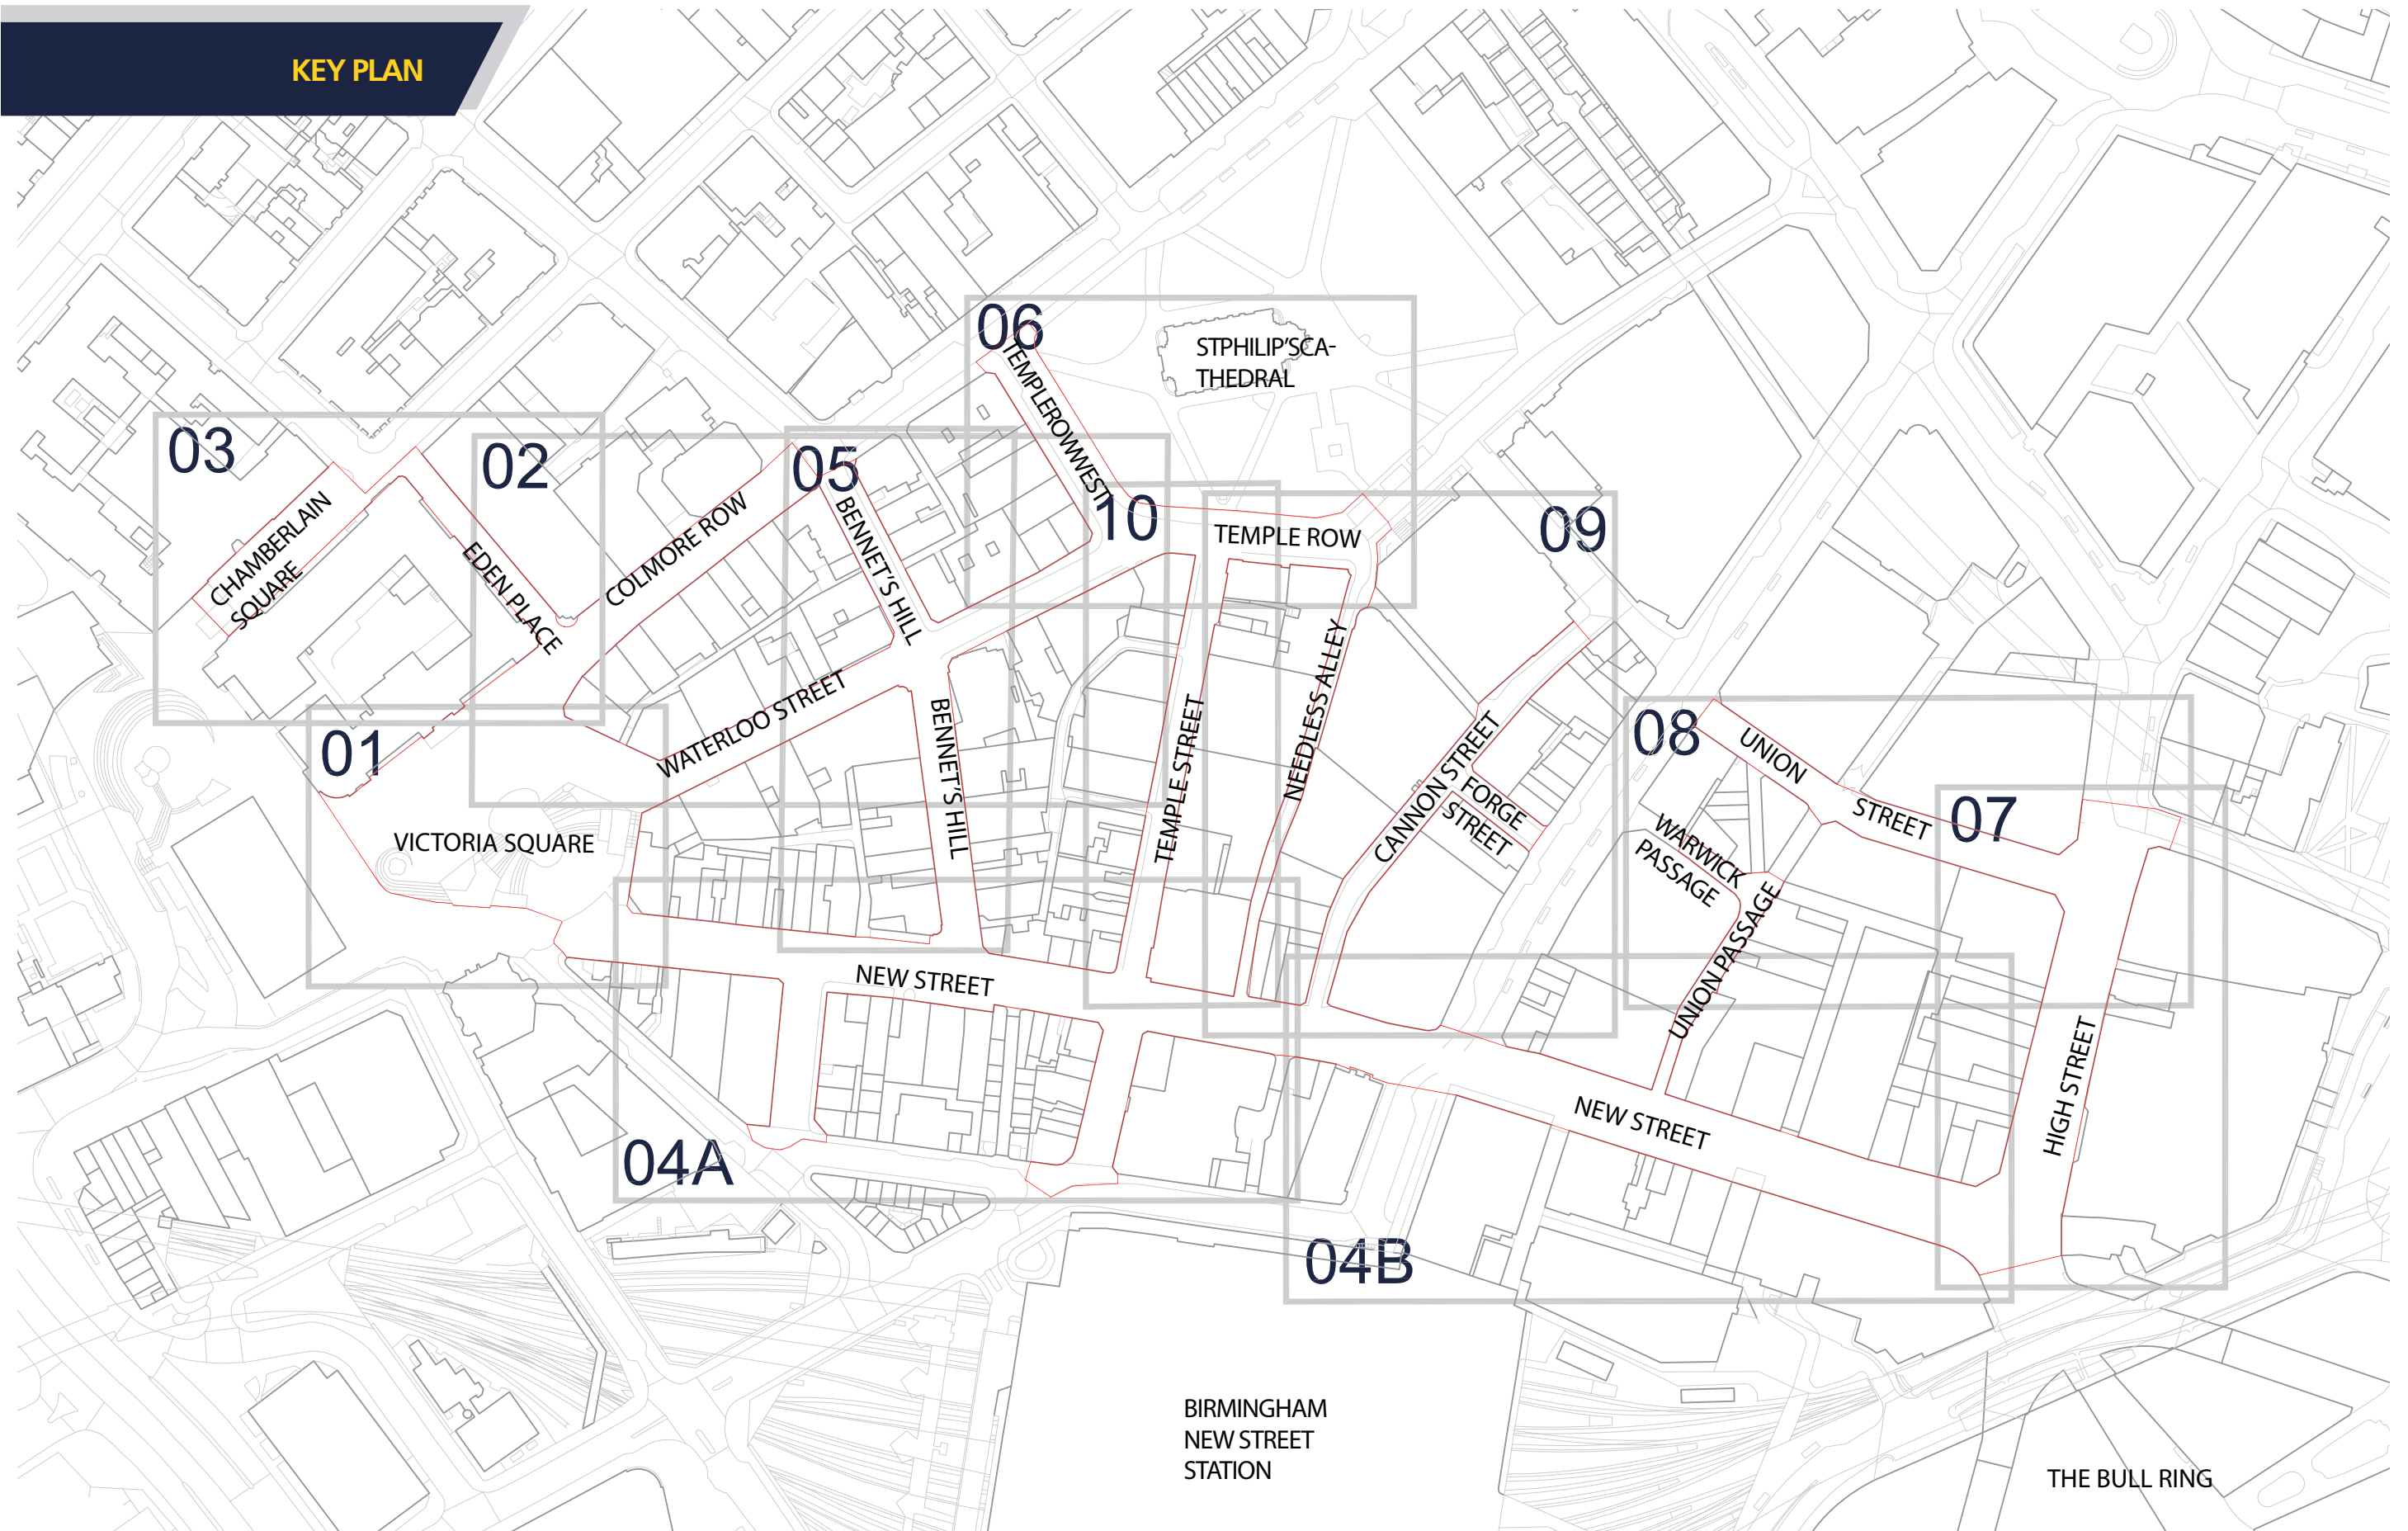 KEY PLAN
06
STPHILIP'SCA-
THEDRAL
TEMPLEROWWEST
03
02
05
10
09
CHAMBERLAIN
SQUARE
EDEN PLACE
COLMORE ROW
BENNET'S HILL
TEMPLE ROW
WATERLOO STREET
BENNET'S HILL
TEMPLE STREET
NEEDLESS ALLEY
CANNON STREET
FORGE
STREET
01
VICTORIA SQUARE
08
UNION
STREET
07
WARWICK
PASSAGE
UNION PASSAGE
NEW STREET
HIGH STREET
NEW STREET
04A
04B
BIRMINGHAM
NEW STREET
STATION
THE BULL RING